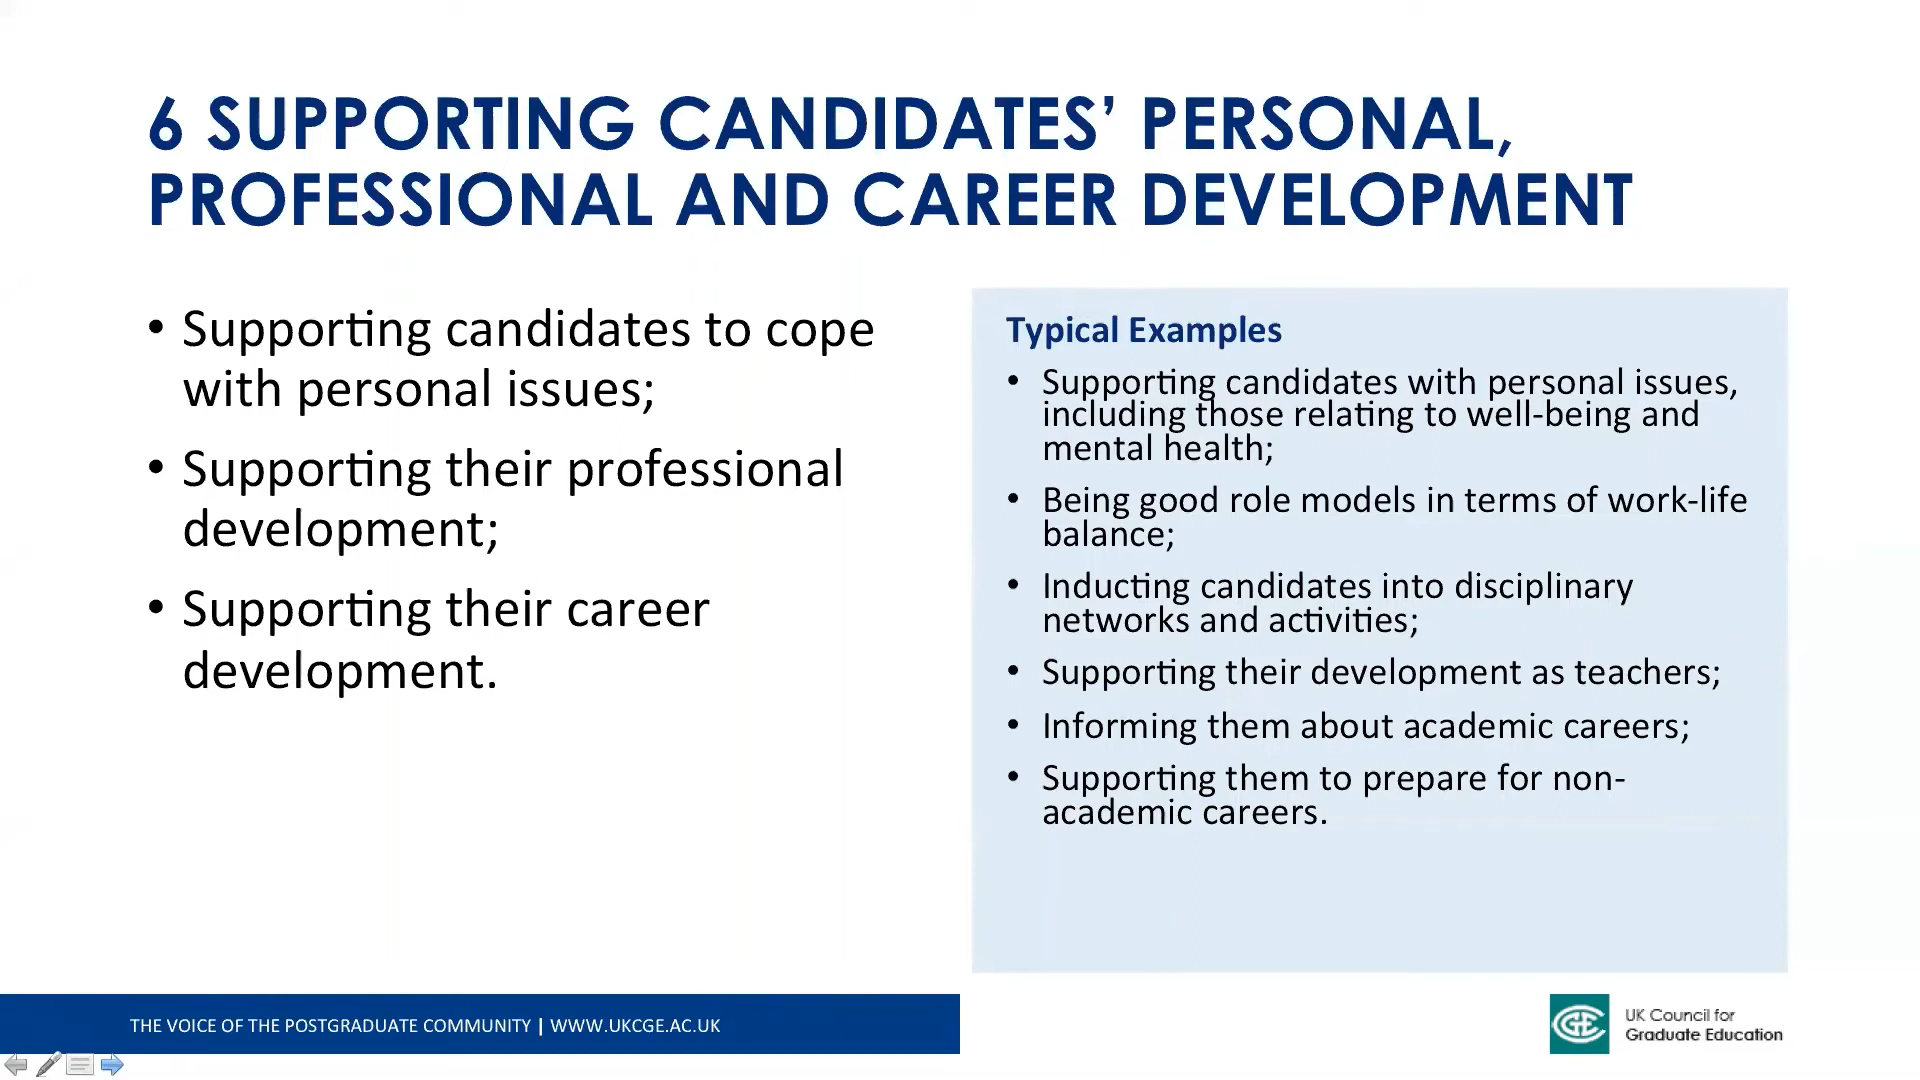 6 SUPPORTING CANDIDATES’ PERSONAL,
PROFESSIONAL AND CAREER DEVELOPMENT
• Supporting candidates to cope
with personal issues;
• Supporting their professional
development;
• Supporting their career
development.
Typical Examples
• Supporting candidates with personal issues,
including those relating to well-being and
mental health;
• Being good role models in terms of work-life
balance;
• Inducting candidates into disciplinary
networks and activities;
• Supporting their development as teachers;
• Informing them about academic careers;
• Supporting them to prepare for non-
academic careers.
THE VOICE OF THE POSTGRADUATE COMMUNITY | WWW.UKCGE.AC.UK
CGE
UK Council for
Graduate Education